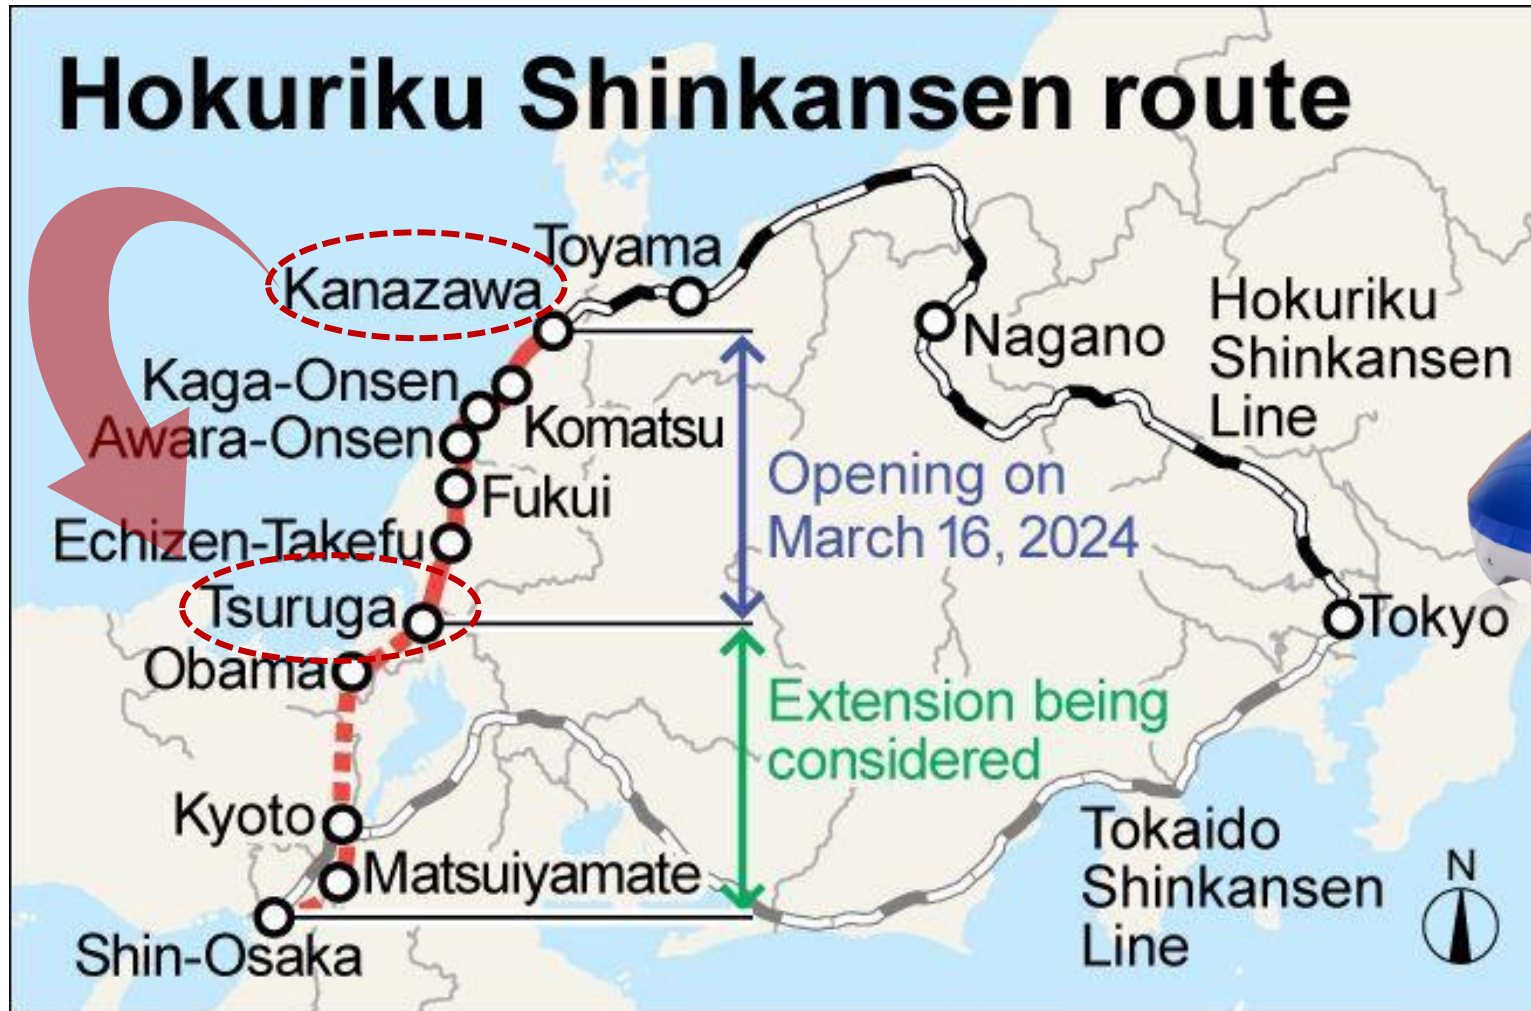 Hokuriku Shinkansen route
Toyama
Kanazawa
Hokuriku
Shinkansen
Line
Nagano
Kaga-Onsen
Komatsu
Awara-Onsen
Opening on
March 16, 2024
Fukui
Echizen-Takefu
Tsuruga
Tokyo
Obama
Extension being
considered
Kyoto
Tokaido
Shinkansen
Line
Matsuiyamate
N
Shin-Osaka